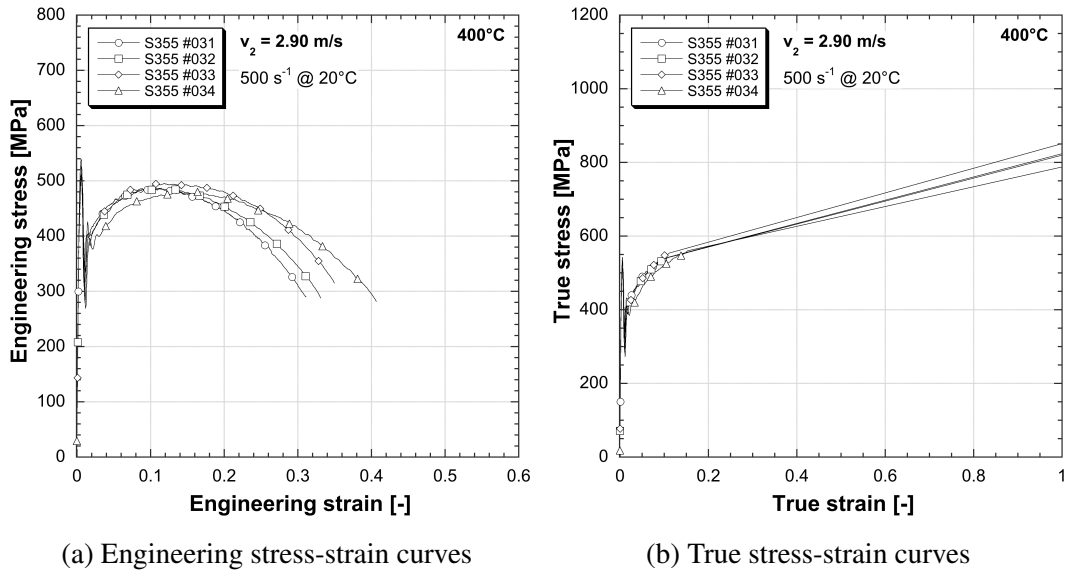 800
700
600
500
400
300
200
100
0
Engineering stress [MPa]
S355 #031
S355 #032
S355 #033
S355 #034
v2 = 2.90 m/s
500 s-1 @ 20°C
400°C
0 0.1 0.2 0.3 0.4 0.5 0.6
Engineering strain [-]
(a) Engineering stress-strain curves
1200
1000
800
600
400
200
0
True stress [MPa]
S355 #031
S355 #032
S355 #033
S355 #034
v2 = 2.90 m/s
500 s-1 @ 20°C
400°C
0 0.2 0.4 0.6 0.8 1
True strain [-]
(b) True stress-strain curves